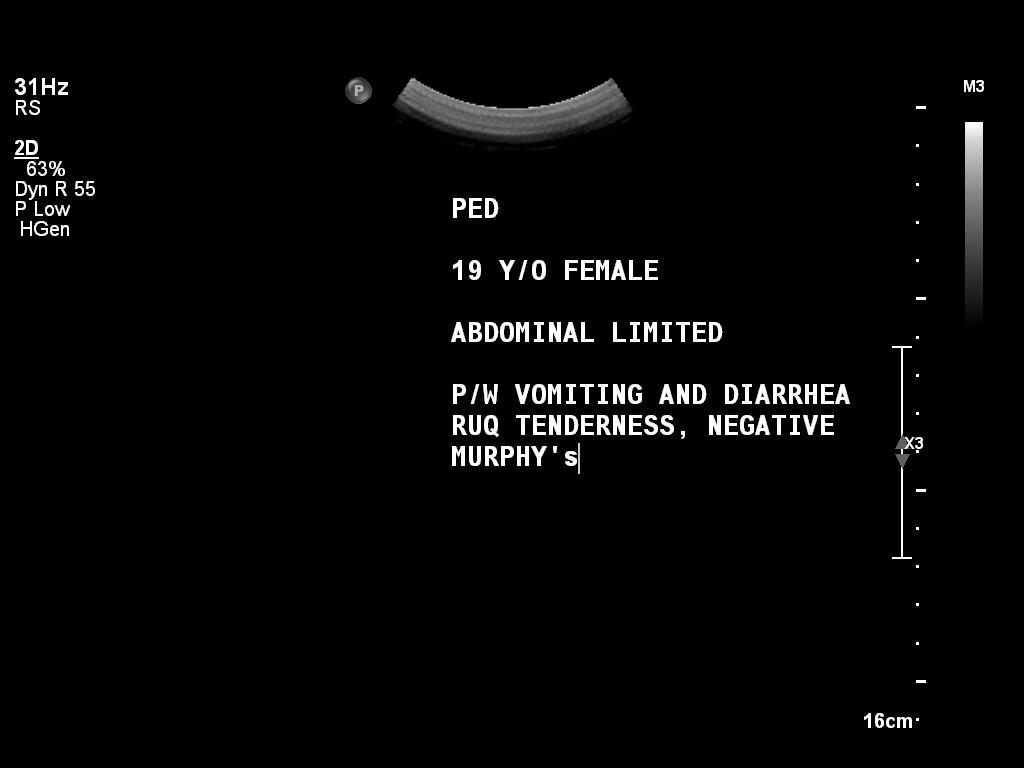 31Hz
RS
P
M3
2D
63%
Dyn R 55
P Low
HGen
PED
19 Y/O FEMALE
ABDOMINAL LIMITED
P/W VOMITING AND DIARRHEA
RUQ TENDERNESS, NEGATIVE
X3
MURPHY's
16cm